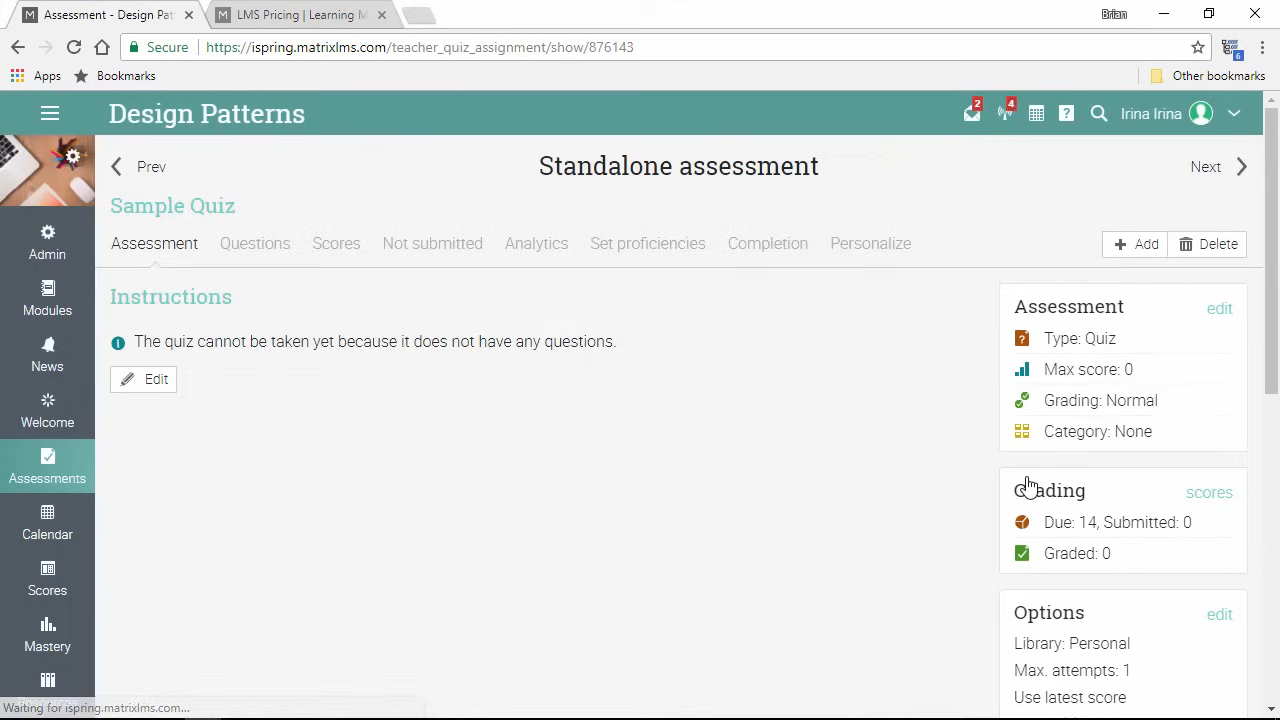 Assessment - Design Pat
LMS Pricing | Learning M
Brian
Secure
https://ispring.matrixlms.com/teacher_quiz_assignment/show/876143
6
Apps
Bookmarks
Other bookmarks
Design Patterns
2
4
Irina Irina
Prev
Standalone assessment
Next
Sample Quiz
Assessment
Questions
Scores
Not submitted
Analytics
Set proficiencies
Completion
Personalize
Add
Delete
Admin
Modules
News
Welcome
Assessments
Calendar
Scores
Mastery
Instructions
The quiz cannot be taken yet because it does not have any questions.
Edit
Assessment
edit
Type: Quiz
Max score: 0
Grading: Normal
Category: None
Grading
scores
Due: 14, Submitted: 0
Graded: 0
Options
edit
Library: Personal
Max. attempts: 1
Use latest score
Waiting for ispring.matrixlms.com...